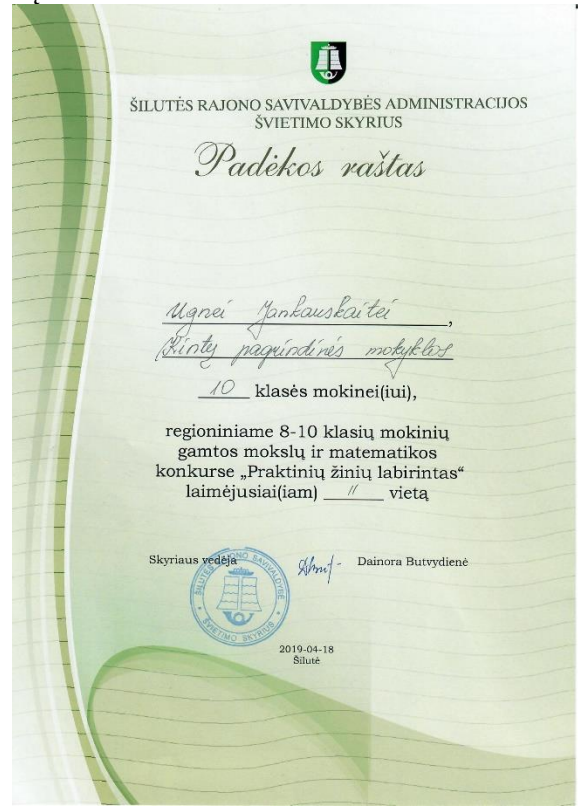 ŠILUTĖS RAJONO SAVIVALDYBĖS ADMINISTRACIJOS
ŠVIETIMO SKYRIUS
Padėkos raštas
Ugnei Jankauskaitei,
Kintų pagrindinės mokyklos
10 klasės mokinei(iui),
regioniniame 8-10 klasių mokinių
gamtos mokslų ir matematikos
konkurse „Praktinių žinių labirintas“
laimėjusiai(iam) II vietą
Skyriaus vedėja Dainora Butvydienė
ŠILUTĖS RAJONO SAVIVALDYBĖ
ŠVIETIMO SKYRIUS
2019-04-18
Šilutė